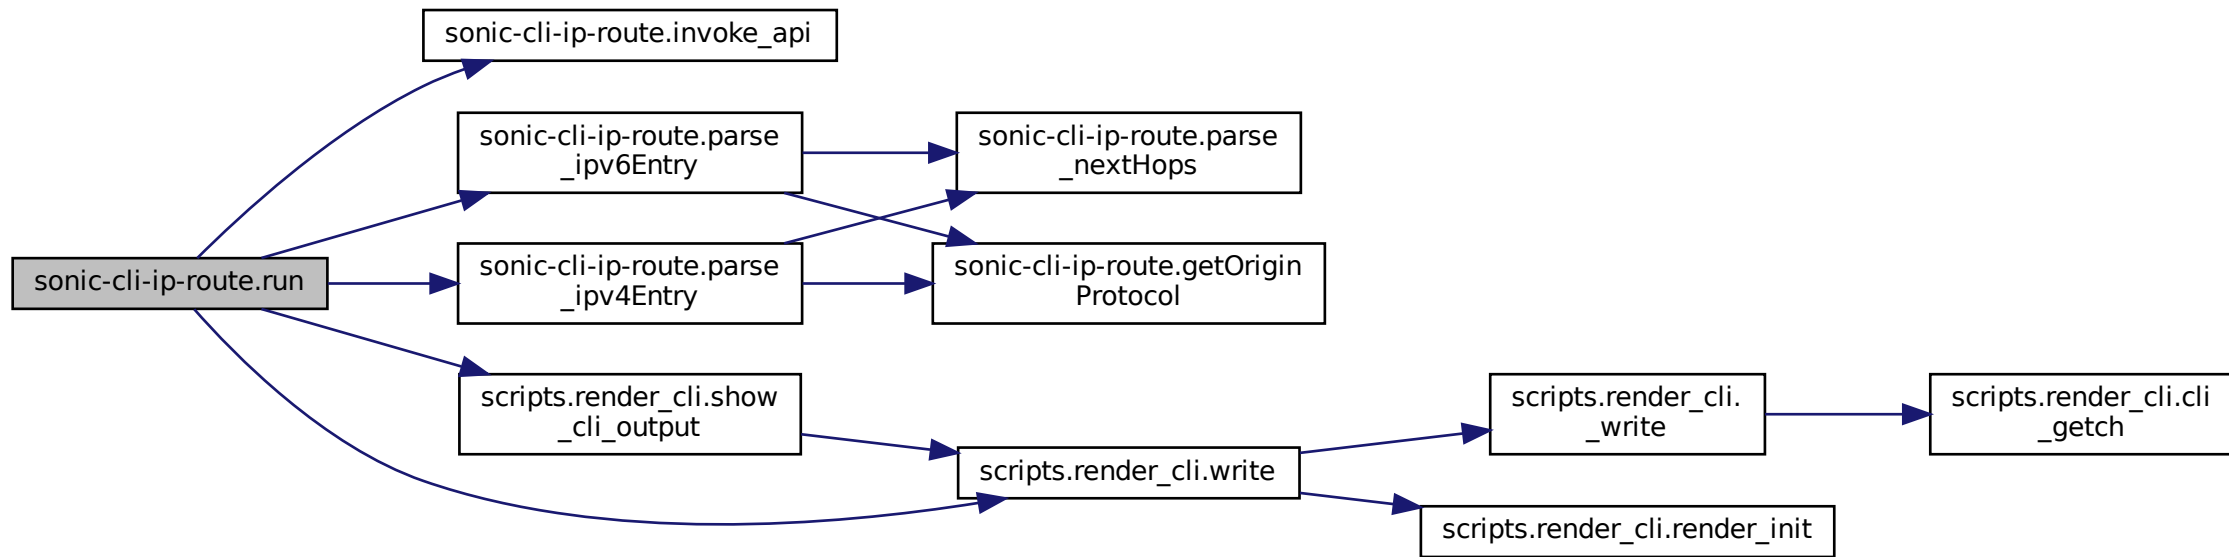 sonic-cli-ip-route.invoke_api
sonic-cli-ip-route.parse
_ipv6Entry
sonic-cli-ip-route.parse
_nextHops
sonic-cli-ip-route.run
sonic-cli-ip-route.parse
_ipv4Entry
sonic-cli-ip-route.getOrigin
Protocol
scripts.render_cli.show
_cli_output
scripts.render_cli.write
scripts.render_cli.
_write
scripts.render_cli.cli
_getch
scripts.render_cli.render_init